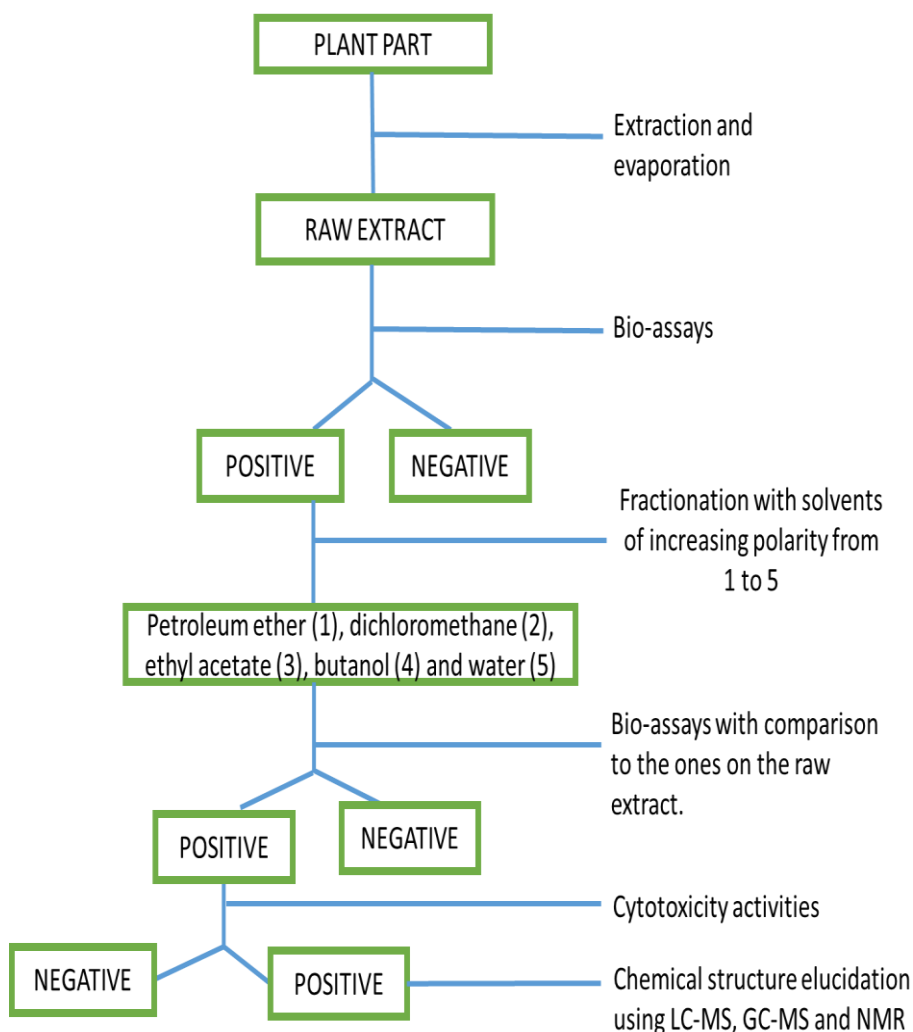 PLANT PART
Extraction and
evaporation
RAW EXTRACT
Bio-assays
POSITIVE
NEGATIVE
Fractionation with solvents
of increasing polarity from
1 to 5
Petroleum ether (1), dichloromethane (2),
ethyl acetate (3), butanol (4) and water (5)
Bio-assays with comparison
to the ones on the raw
extract.
POSITIVE
NEGATIVE
Cytotoxicity activities
NEGATIVE
POSITIVE
Chemical structure elucidation
using LC-MS, GC-MS and NMR